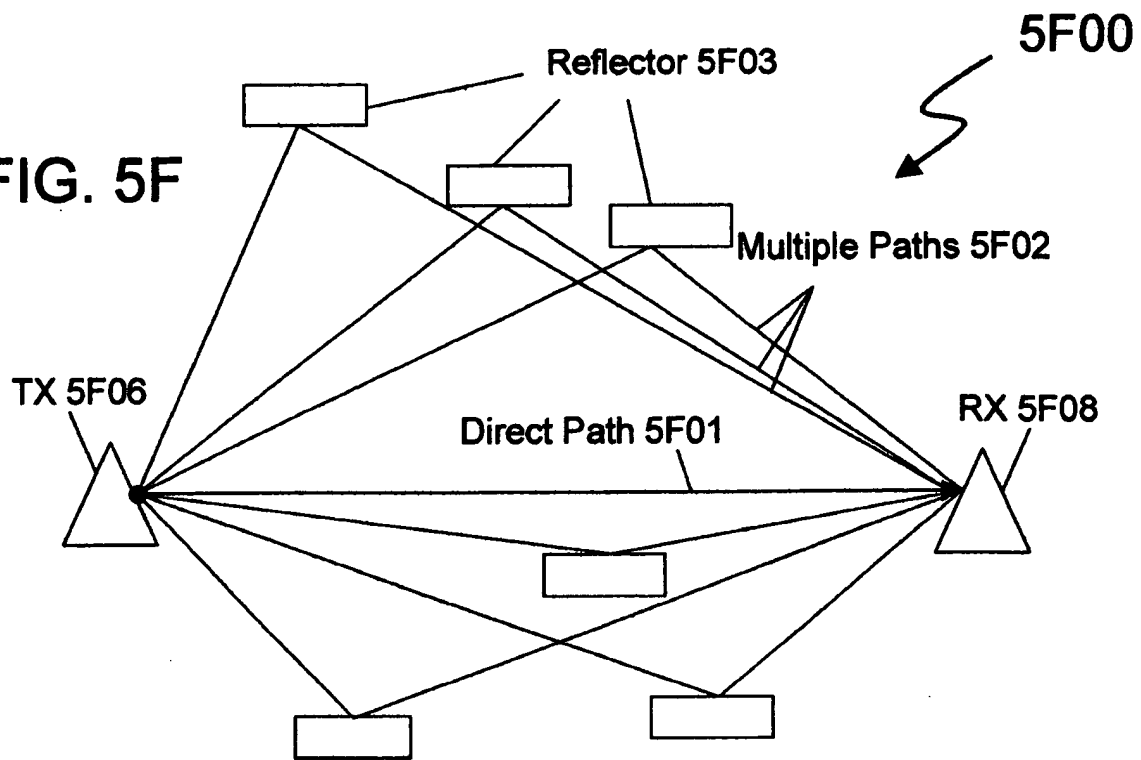 5F00
Reflector 5F03
FIG. 5F
Multiple Paths 5F02
TX 5F06
Direct Path 5F01
RX 5F08